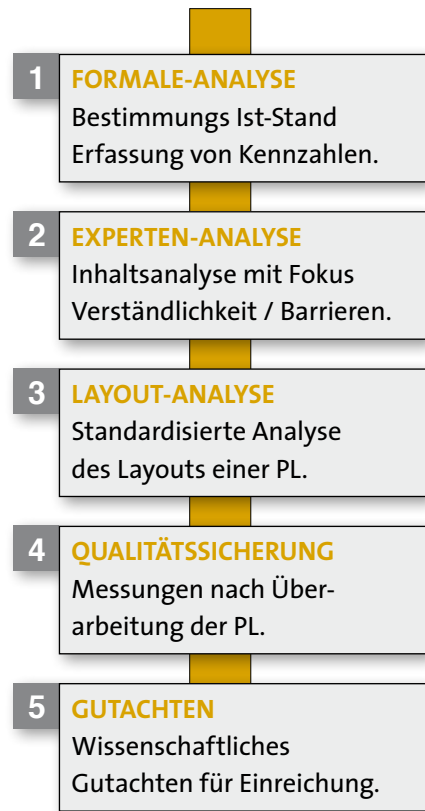 1 FORMALE-ANALYSE
Bestimmungs Ist-Stand
Erfassung von Kennzahlen.
2 EXPERTEN-ANALYSE
Inhaltsanalyse mit Fokus
Verständlichkeit / Barrieren.
3 LAYOUT-ANALYSE
Standardisierte Analyse
des Layouts einer PL.
4 QUALITÄTSSICHERUNG
Messungen nach Über-
arbeitung der PL.
5 GUTACHTEN
Wissenschaftliches
Gutachten für Einreichung.